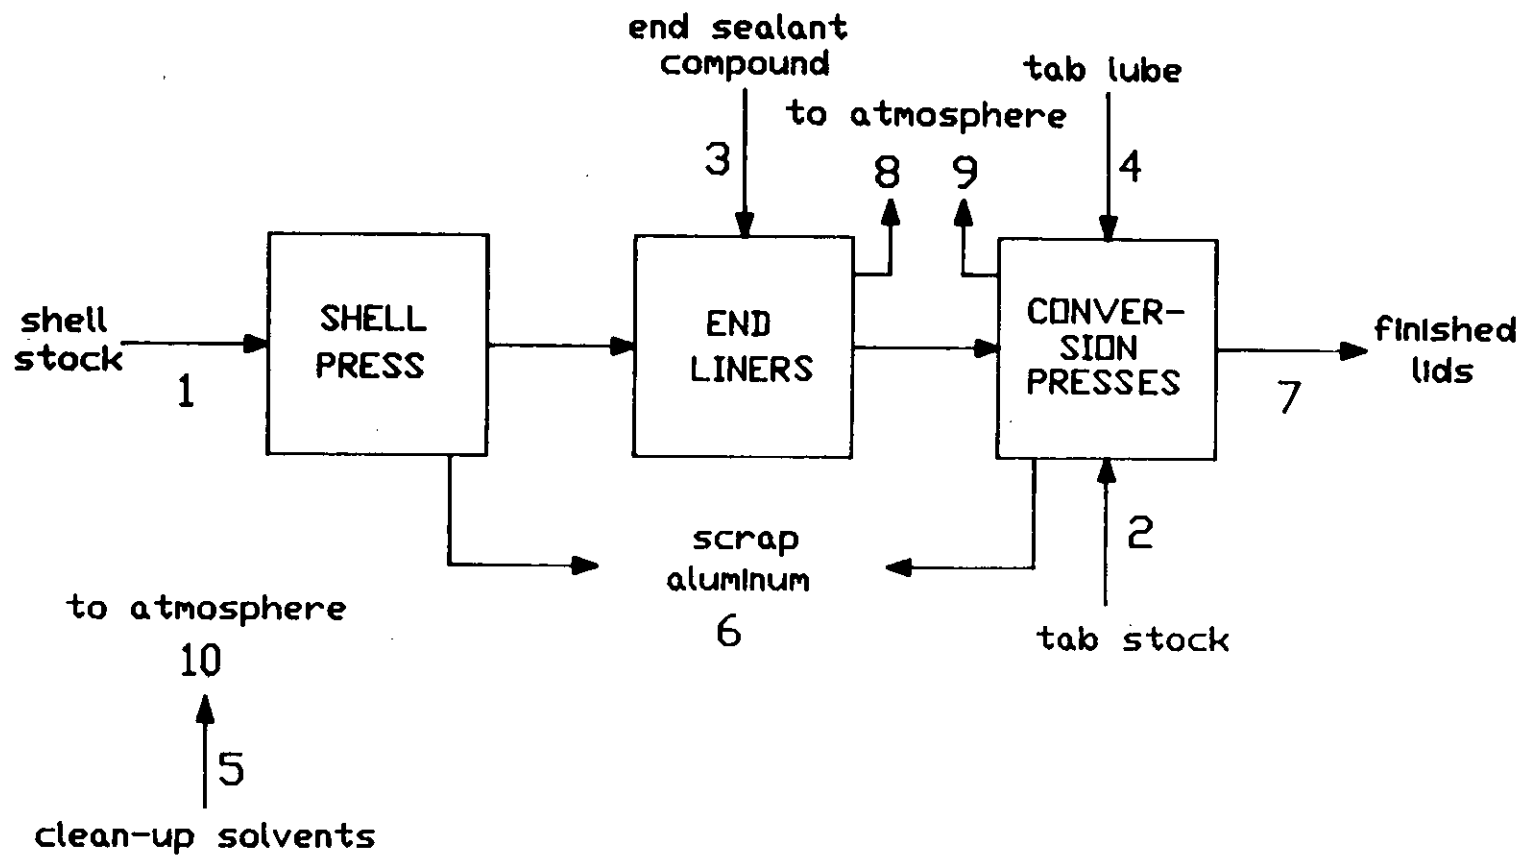 end sealant
compound
tab lube
to atmosphere
3
8
9
4
shell
stock
1
SHELL
PRESS
END
LINERS
CONVER-
SION
PRESSES
finished
lids
7
scrap
aluminum
6
2
tab stock
to atmosphere
10
5
clean-up solvents